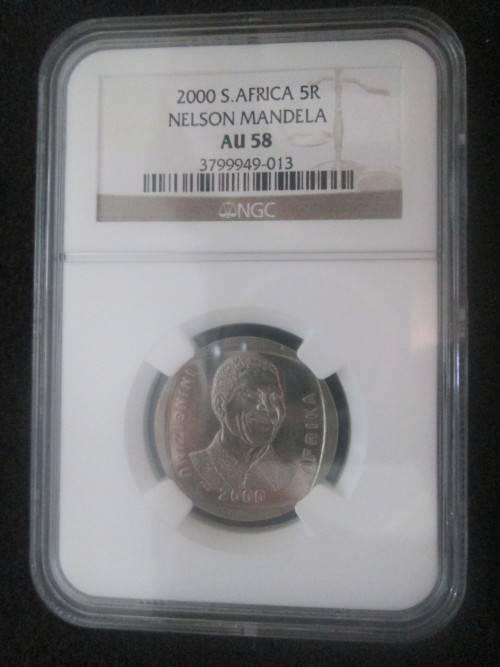 2000 S.AFRICA 5R
NELSON MANDELA
AU 58
3799949-013
NGC
2000